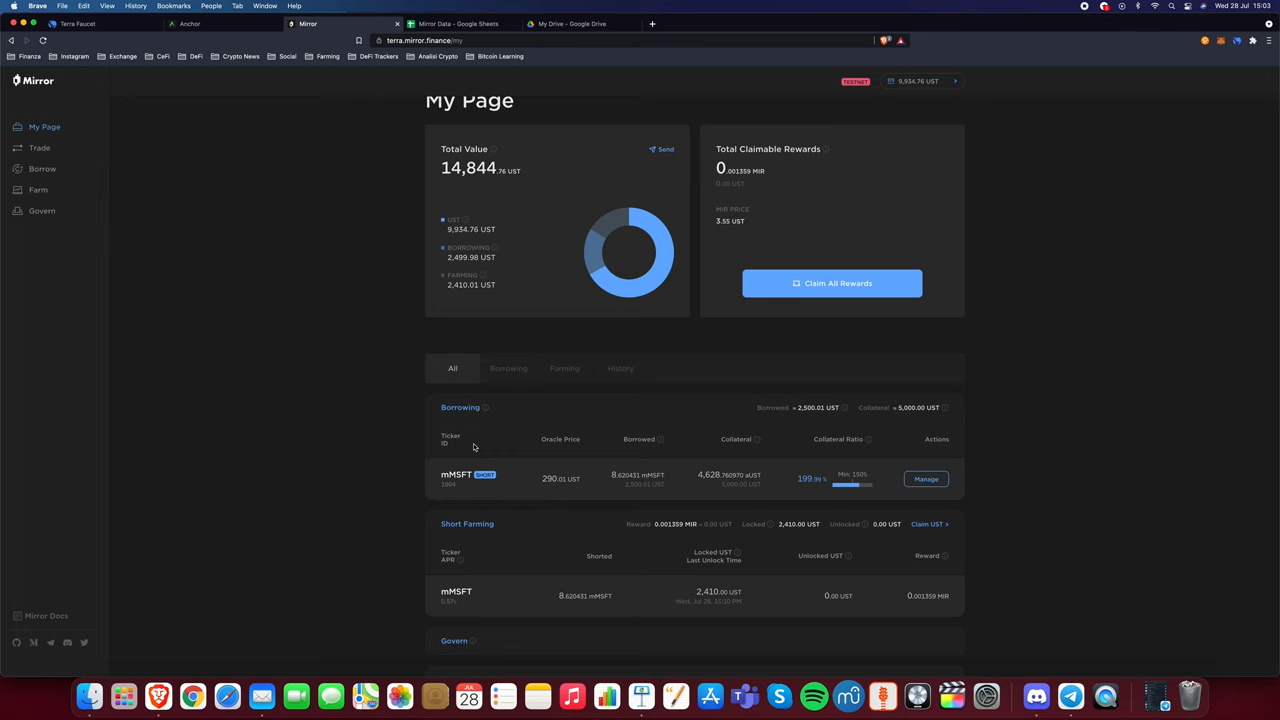 Brave File Edit View History Bookmarks People Tab Window Help Wed 28 Jul 15:03
Terra Faucet Anchor Mirror Mirror Data - Google Sheets My Drive - Google Drive
terra.mirror.finance/my
Finanza Instagram Exchange CeFi DeFi Crypto News Social Farming DeFi Trackers Analisi Crypto Bitcoin Learning
Mirror
TESTNET 9,934.76 UST
My Page
Trade
Borrow
Farm
Govern
Mirror Docs
My Page
Total Value
Send
14,844.76 UST
UST
9,934.76 UST
BORROWING
2,499.98 UST
FARMING
2,410.01 UST
Total Claimable Rewards
0.001359 MIR
0.00 UST
MIR PRICE
3.55 UST
Claim All Rewards
All Borrowing Farming History
Borrowing Borrowed ≈ 2,500.01 UST Collateral ≈ 5,000.00 UST
Ticker
ID
Oracle Price Borrowed Collateral Collateral Ratio Actions
mMSFT SHORT
1804
290.01 UST
8.620431 mMSFT
2,500.01 UST
4,628.760970 aUST
5,000.00 UST
199.99%
Min: 150%
Manage
Short Farming Reward 0.001359 MIR ≈ 0.00 UST Locked 2,410.00 UST Unlocked 0.00 UST Claim UST >
Ticker
APR
Shorted
Locked UST
Last Unlock Time
Unlocked UST Reward
mMSFT
8.620431 mMSFT
2,410.00 UST
Wed, Jul 28, 15:10 PM
0.00 UST
0.001359 MIR
Govern
JUL
28